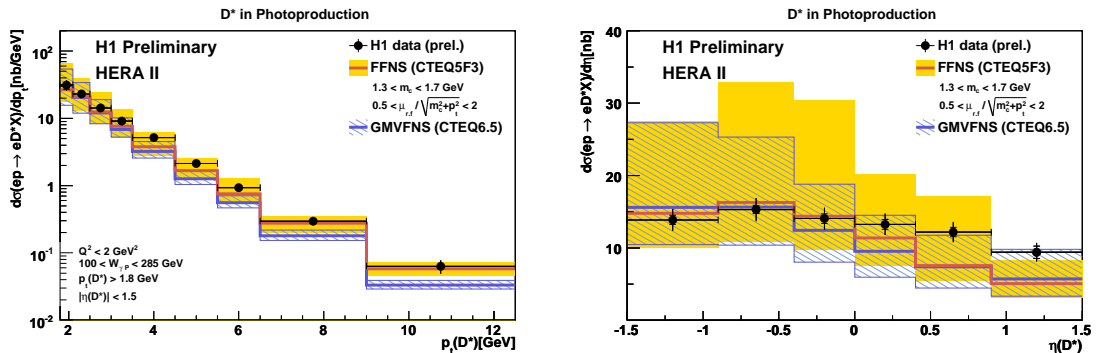 D* in Photoproduction
dσ(ep → eD*X)/dpₜ[nb/GeV]
10²
10
1
10⁻¹
10⁻²
H1 Preliminary
HERA II
H1 data (prel.)
FFNS (CTEQ5F3)
1.3 < m_c < 1.7 GeV
0.5 < μ_r,f / √m_c²+p_t² < 2
GMVFNS (CTEQ6.5)
Q² < 2 GeV²
100 < W_γ p < 285 GeV
pₜ(D*) > 1.8 GeV
|η(D*)| < 1.5
2 4 6 8 10 12
pₜ(D*)[GeV]
D* in Photoproduction
dσ(ep → eD*X)/dη[nb]
40
30
20
10
H1 Preliminary
HERA II
H1 data (prel.)
FFNS (CTEQ5F3)
1.3 < m_c < 1.7 GeV
0.5 < μ_r,f / √m_c²+p_t² < 2
GMVFNS (CTEQ6.5)
-1.5 -1 -0.5 0 0.5 1 1.5
η(D*)